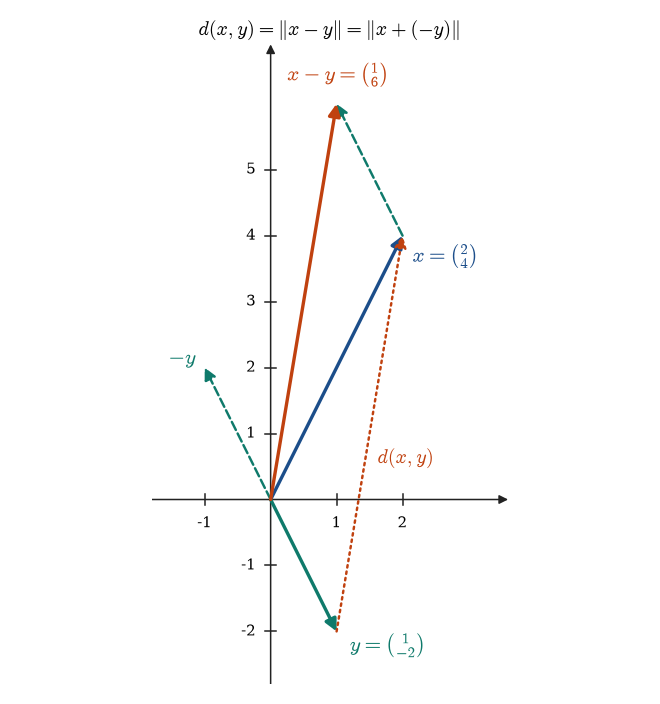 d(x, y) = ‖x − y‖ = ‖x + (−y)‖
x − y = (1 6)
5
4
x = (2 4)
3
−y
2
1
d(x, y)
-1 1 2
-1
-2
y = (1 −2)